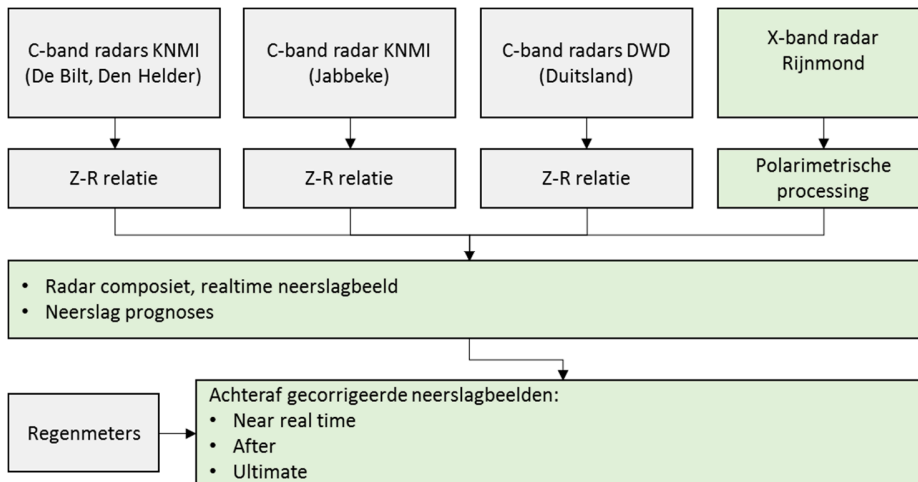 C-band radars KNMI
(De Bilt, Den Helder)
C-band radar KNMI
(Jabbeke)
C-band radars DWD
(Duitsland)
X-band radar
Rijnmond
Z-R relatie
Z-R relatie
Z-R relatie
Polarimetrische
processing
• Radar composiet, realtime neerslagbeeld
• Neerslag prognoses
Regenmeters
Achteraf gecorrigeerde neerslagbeelden:
• Near real time
• After
• Ultimate